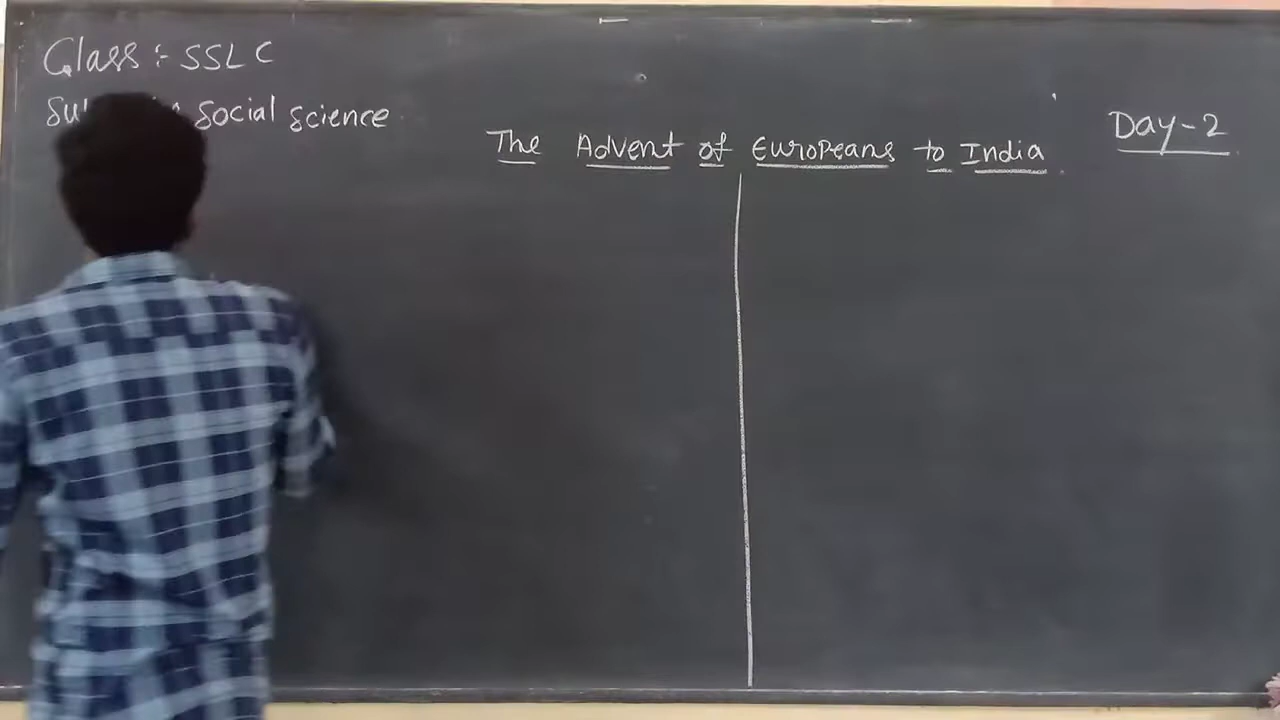 Class :- SSLC
Social science
The Advent of Europeans to India
Day-2